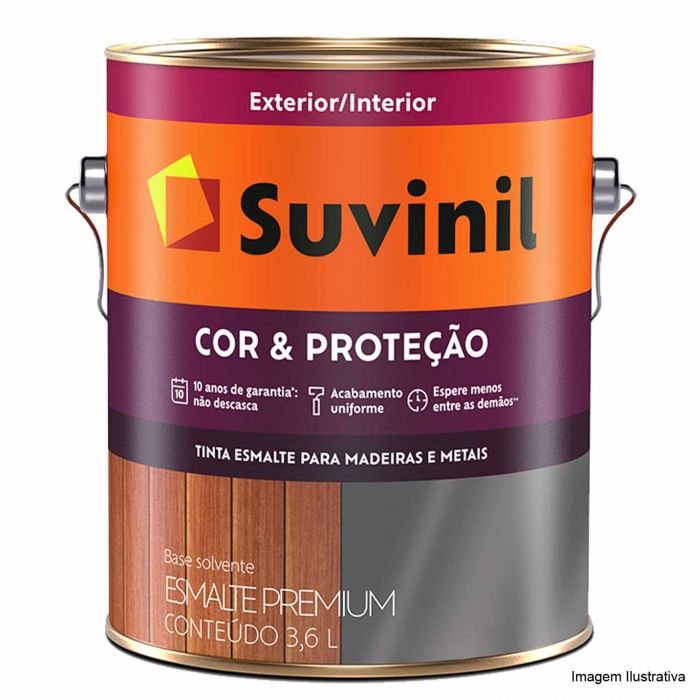 Exterior/Interior
Suvinil
COR & PROTEÇÃO
10 anos de garantia*:
não descasca
Acabamento
uniforme
Espere menos
entre as demãos**
10
TINTA ESMALTE PARA MADEIRAS E METAIS
Base solvente
ESMALTE PREMIUM
CONTEÚDO 3,6 L
Imagem Ilustrativa